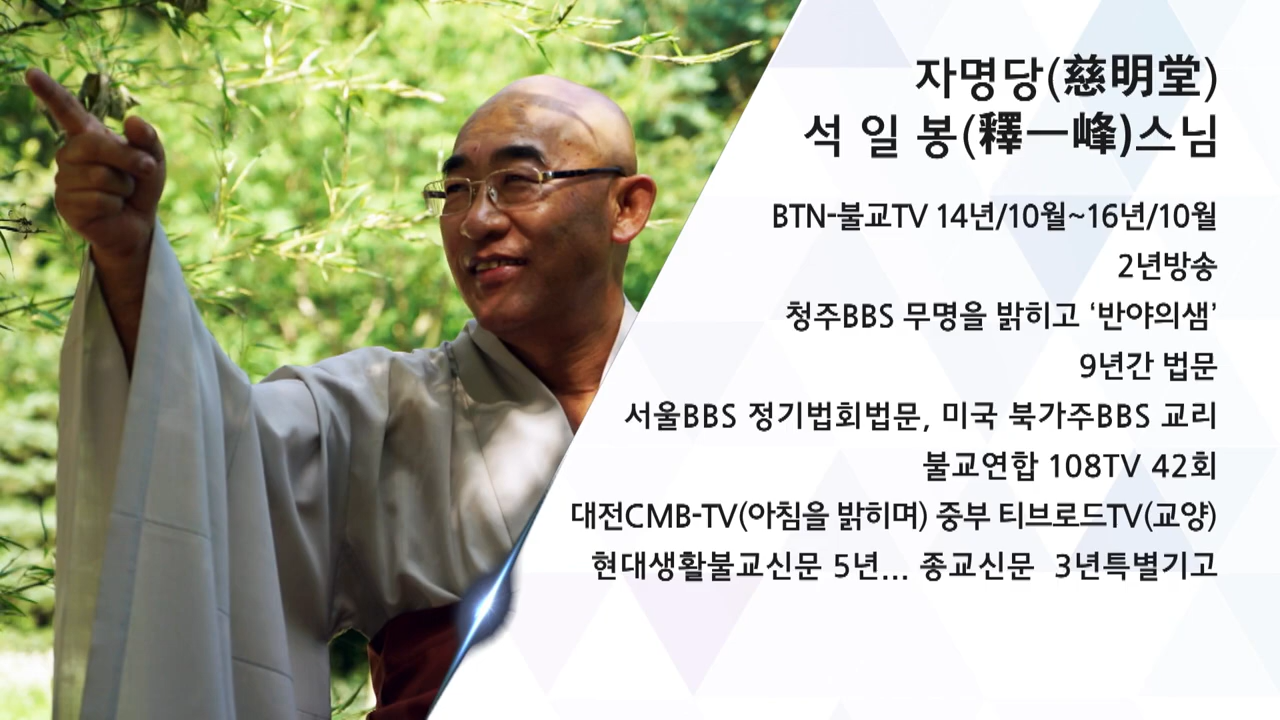 자명당(慈明堂)
석 일 봉(釋一峰)스님
BTN-불교TV 14년/10월~16년/10월
2년방송
청주BBS 무명을 밝히고 ‘반야의샘’
9년간 법문
서울BBS 정기법회법문, 미국 북가주BBS 교리
불교연합 108TV 42회
대전CMB-TV(아침을 밝히며) 중부 티브로드TV(교양)
현대생활불교신문 5년... 종교신문 3년특별기고